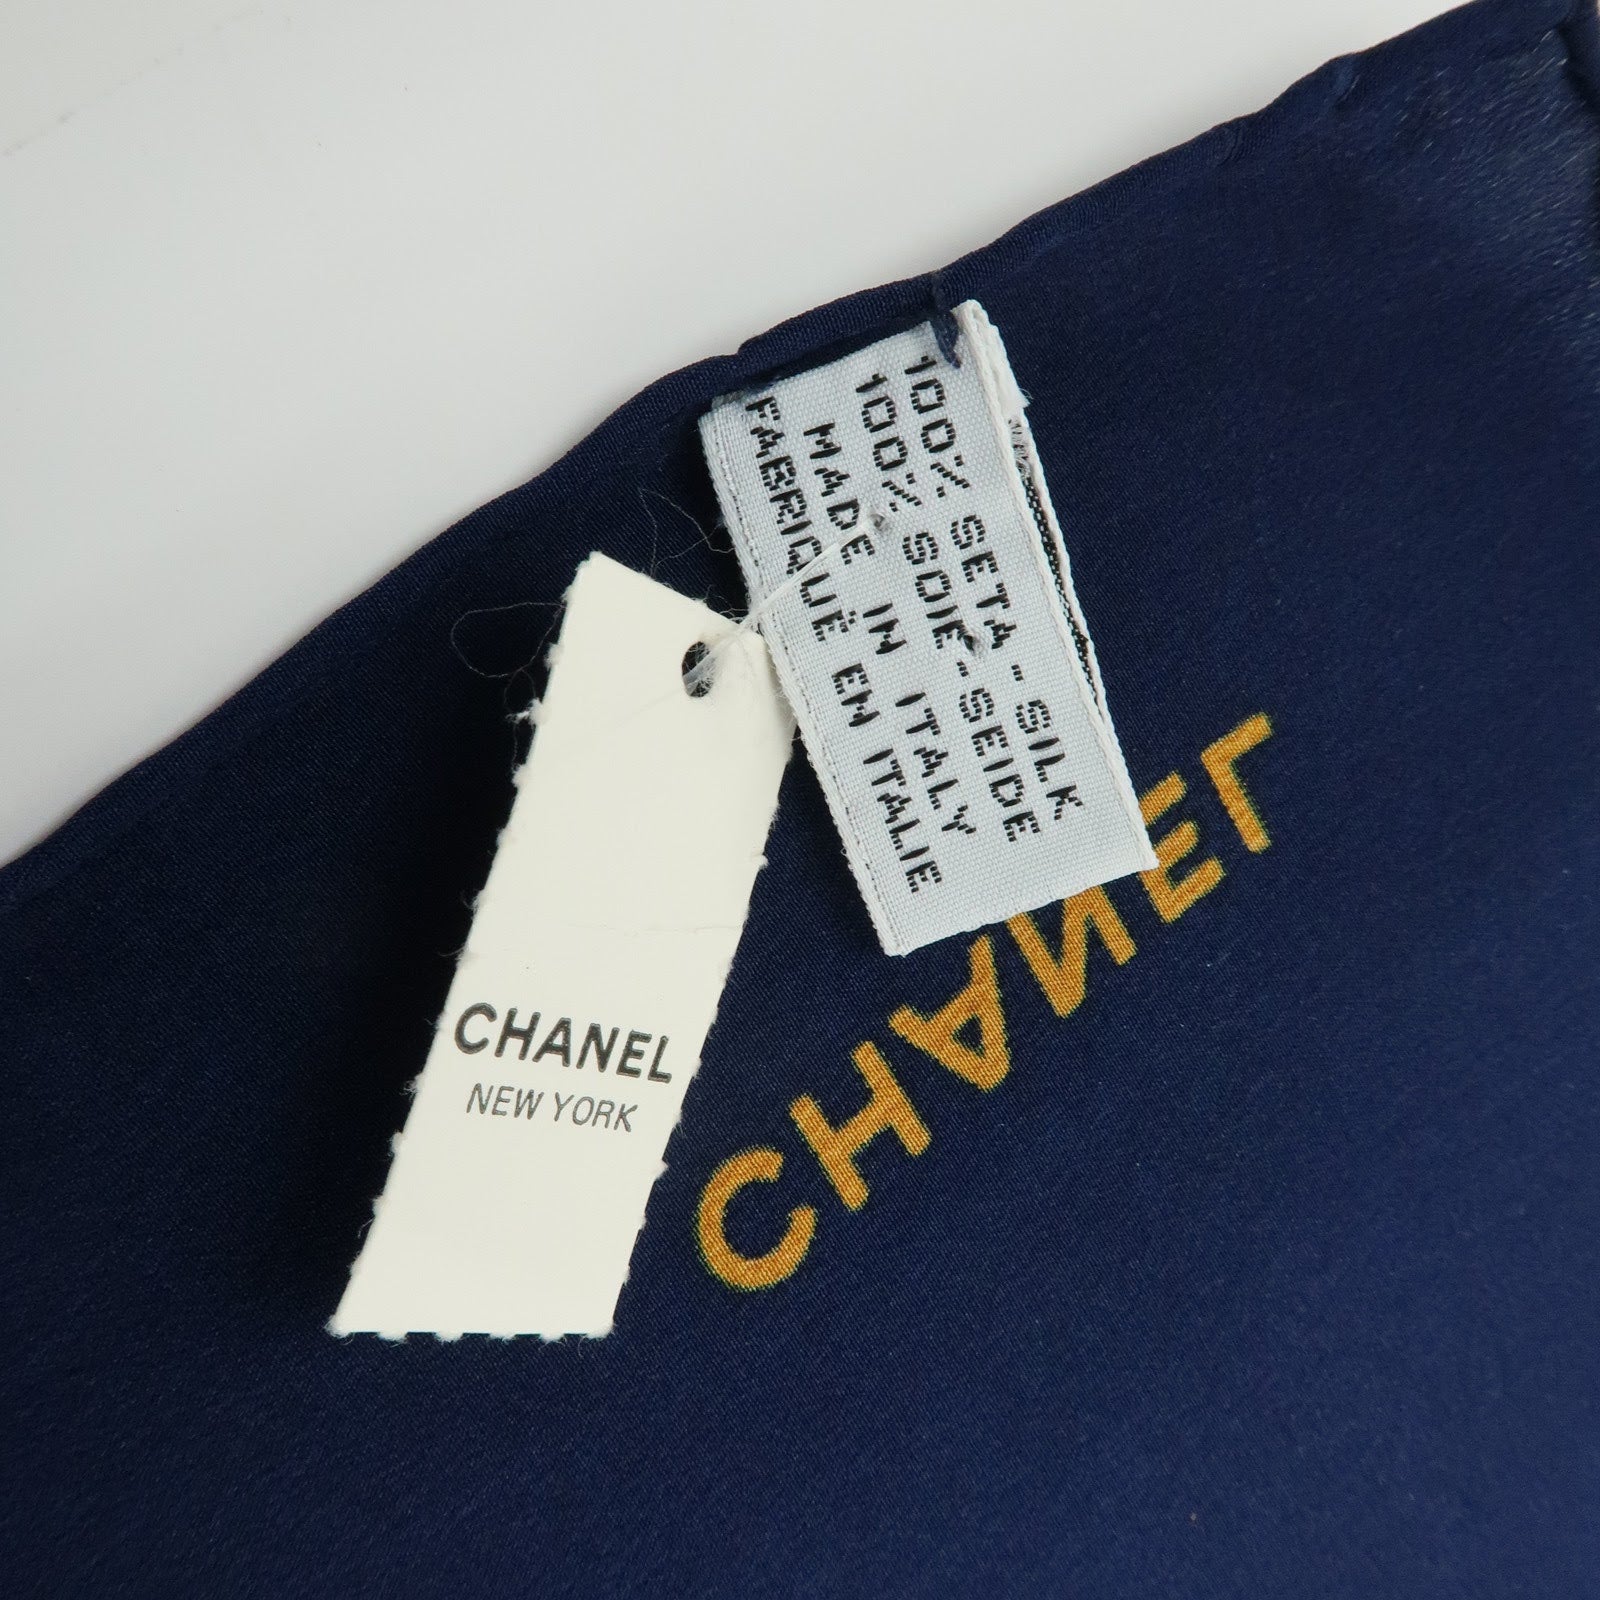 100% SETA - SILK
100% SOIE - SEIDE
MADE IN ITALY
FABRIQUÉ EN ITALIE
CHANEL
NEW YORK
CHANEL